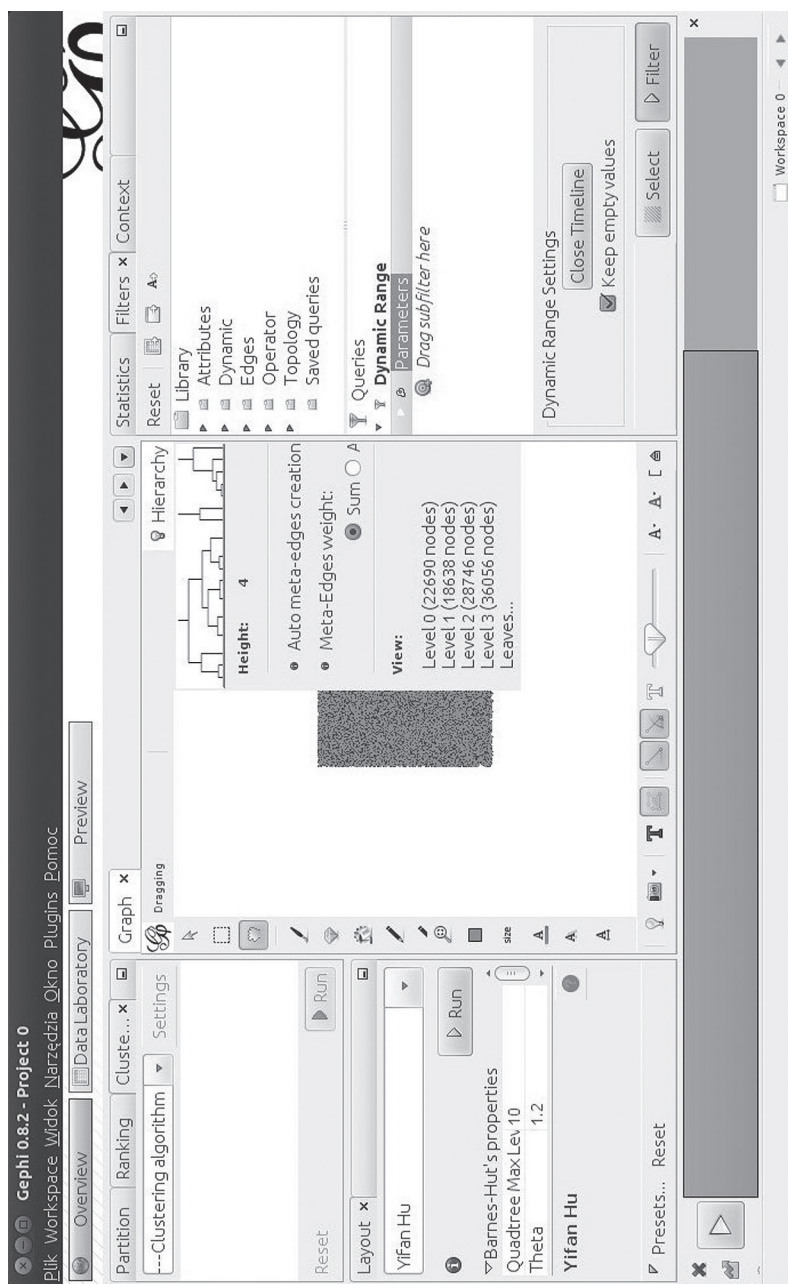 Gephi 0.8.2 - Project 0
Plik Workspace Widok Narzędzia Okno Plugins Pomoc
Overview
Data Laboratory
Preview
Partition Ranking Cluste... ×
---Clustering algorithm
Settings
Reset
Run
Layout ×
Yifan Hu
Run
Barnes-Hut's properties
Quadtree Max Lev 10
Theta 1.2
Yifan Hu
Presets... Reset
Graph ×
Dragging
Hierarchy
size
Height: 4
Auto meta-edges creation
Meta-Edges weight:
Sum A
View:
Level 0 (22690 nodes)
Level 1 (18638 nodes)
Level 2 (28746 nodes)
Level 3 (36056 nodes)
Leaves...
T T A A [
Statistics Filters × Context
Reset
Library
Attributes
Dynamic
Edges
Operator
Topology
Saved queries
Queries
Dynamic Range
Parameters
Drag subfilter here
Dynamic Range Settings
Close Timeline
Keep empty values
Select
Filter
Workspace 0